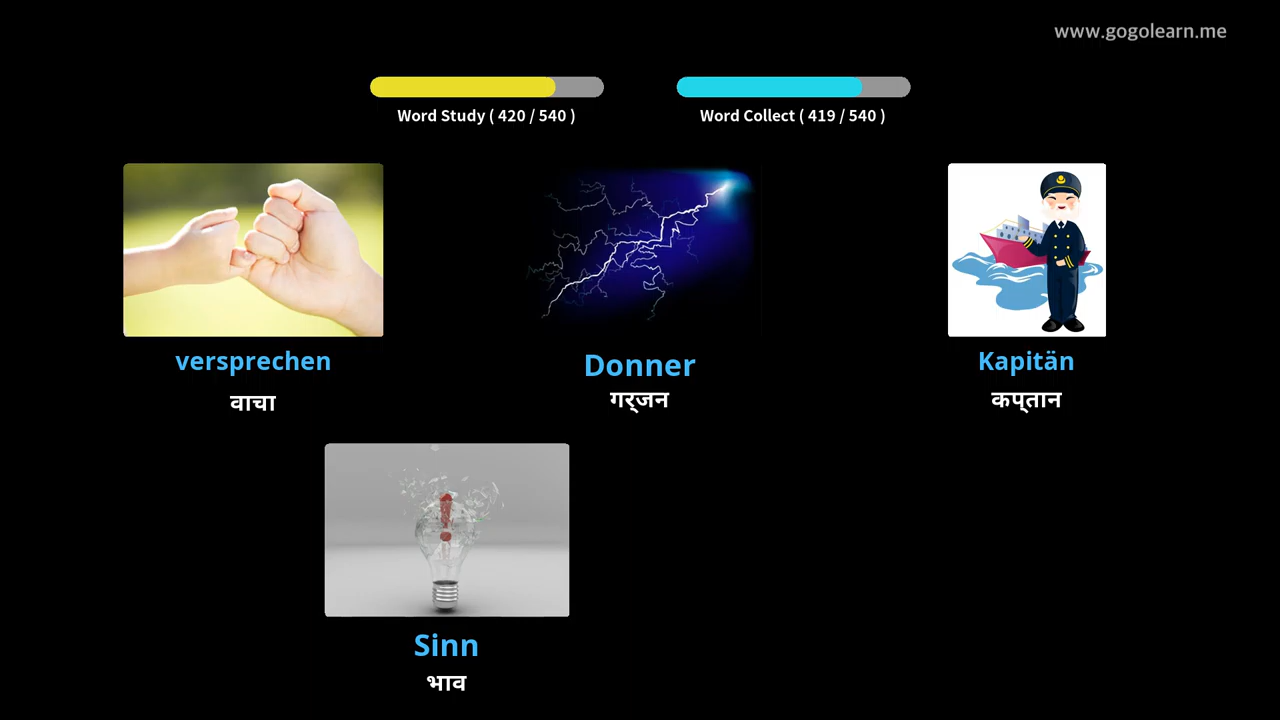 www.gogolearn.me
Word Study ( 420 / 540 )
Word Collect ( 419 / 540 )
versprechen
वाचा
Donner
गर्‌जन
Kapitän
कप्‌तान
Sinn
भाव